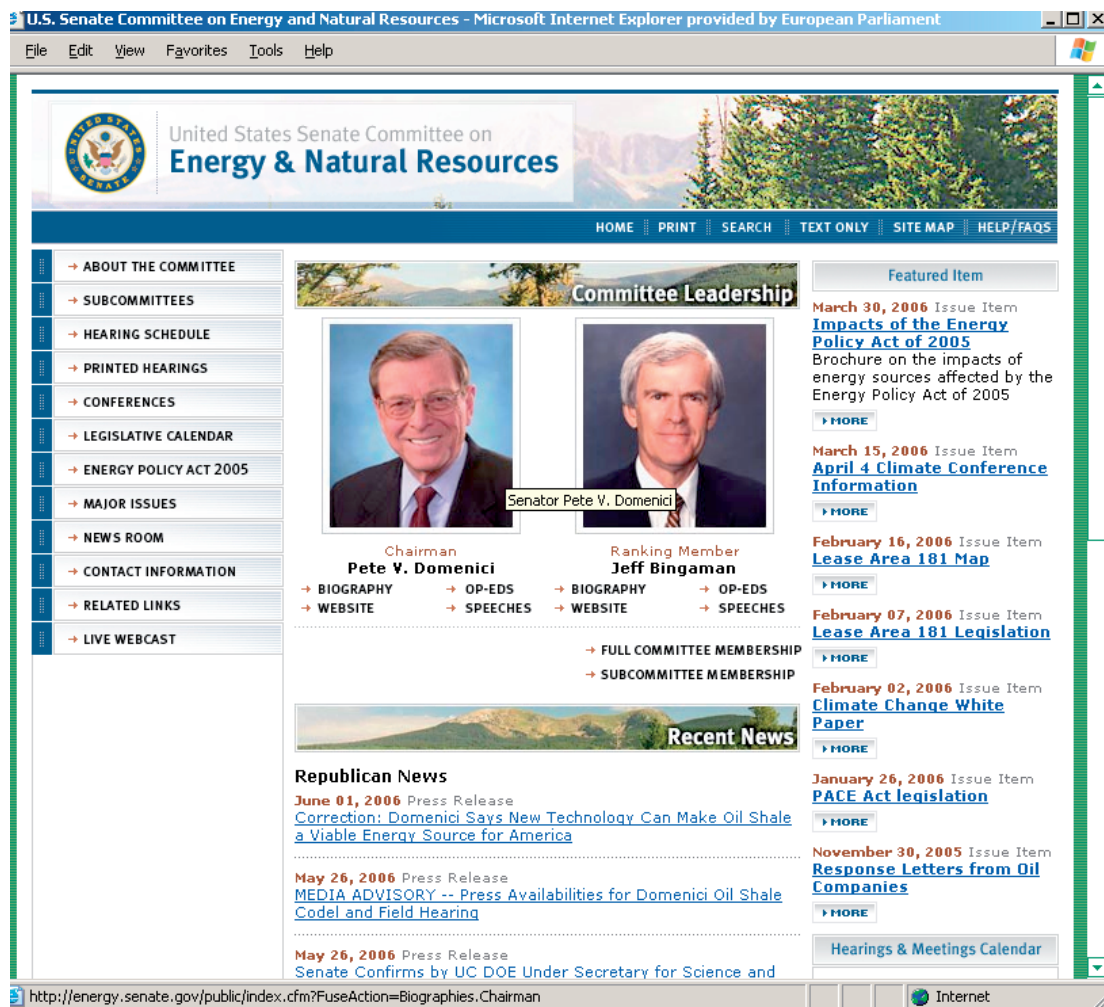 U.S. Senate Committee on Energy and Natural Resources - Microsoft Internet Explorer provided by European Parliament
File Edit View Favorites Tools Help
United States Senate Committee on
Energy & Natural Resources
UNITED STATES
SENATE
HOME PRINT SEARCH TEXT ONLY SITE MAP HELP/FAQS
→ ABOUT THE COMMITTEE
→ SUBCOMMITTEES
→ HEARING SCHEDULE
→ PRINTED HEARINGS
→ CONFERENCES
→ LEGISLATIVE CALENDAR
→ ENERGY POLICY ACT 2005
→ MAJOR ISSUES
→ NEWS ROOM
→ CONTACT INFORMATION
→ RELATED LINKS
→ LIVE WEBCAST
Committee Leadership
Senator Pete V. Domenici
Chairman
Pete V. Domenici
→ BIOGRAPHY → OP-EDS
→ WEBSITE → SPEECHES
Ranking Member
Jeff Bingaman
→ BIOGRAPHY → OP-EDS
→ WEBSITE → SPEECHES
→ FULL COMMITTEE MEMBERSHIP
→ SUBCOMMITTEE MEMBERSHIP
Recent News
Republican News
June 01, 2006 Press Release
Correction: Domenici Says New Technology Can Make Oil Shale
a Viable Energy Source for America
May 26, 2006 Press Release
MEDIA ADVISORY -- Press Availabilities for Domenici Oil Shale
Codel and Field Hearing
May 26, 2006 Press Release
Senate Confirms by UC DOE Under Secretary for Science and
Featured Item
March 30, 2006 Issue Item
Impacts of the Energy
Policy Act of 2005
Brochure on the impacts of
energy sources affected by the
Energy Policy Act of 2005
MORE
March 15, 2006 Issue Item
April 4 Climate Conference
Information
MORE
February 16, 2006 Issue Item
Lease Area 181 Map
MORE
February 07, 2006 Issue Item
Lease Area 181 Legislation
MORE
February 02, 2006 Issue Item
Climate Change White
Paper
MORE
January 26, 2006 Issue Item
PACE Act legislation
MORE
November 30, 2005 Issue Item
Response Letters from Oil
Companies
MORE
Hearings & Meetings Calendar
http://energy.senate.gov/public/index.cfm?FuseAction=Biographies.Chairman
Internet